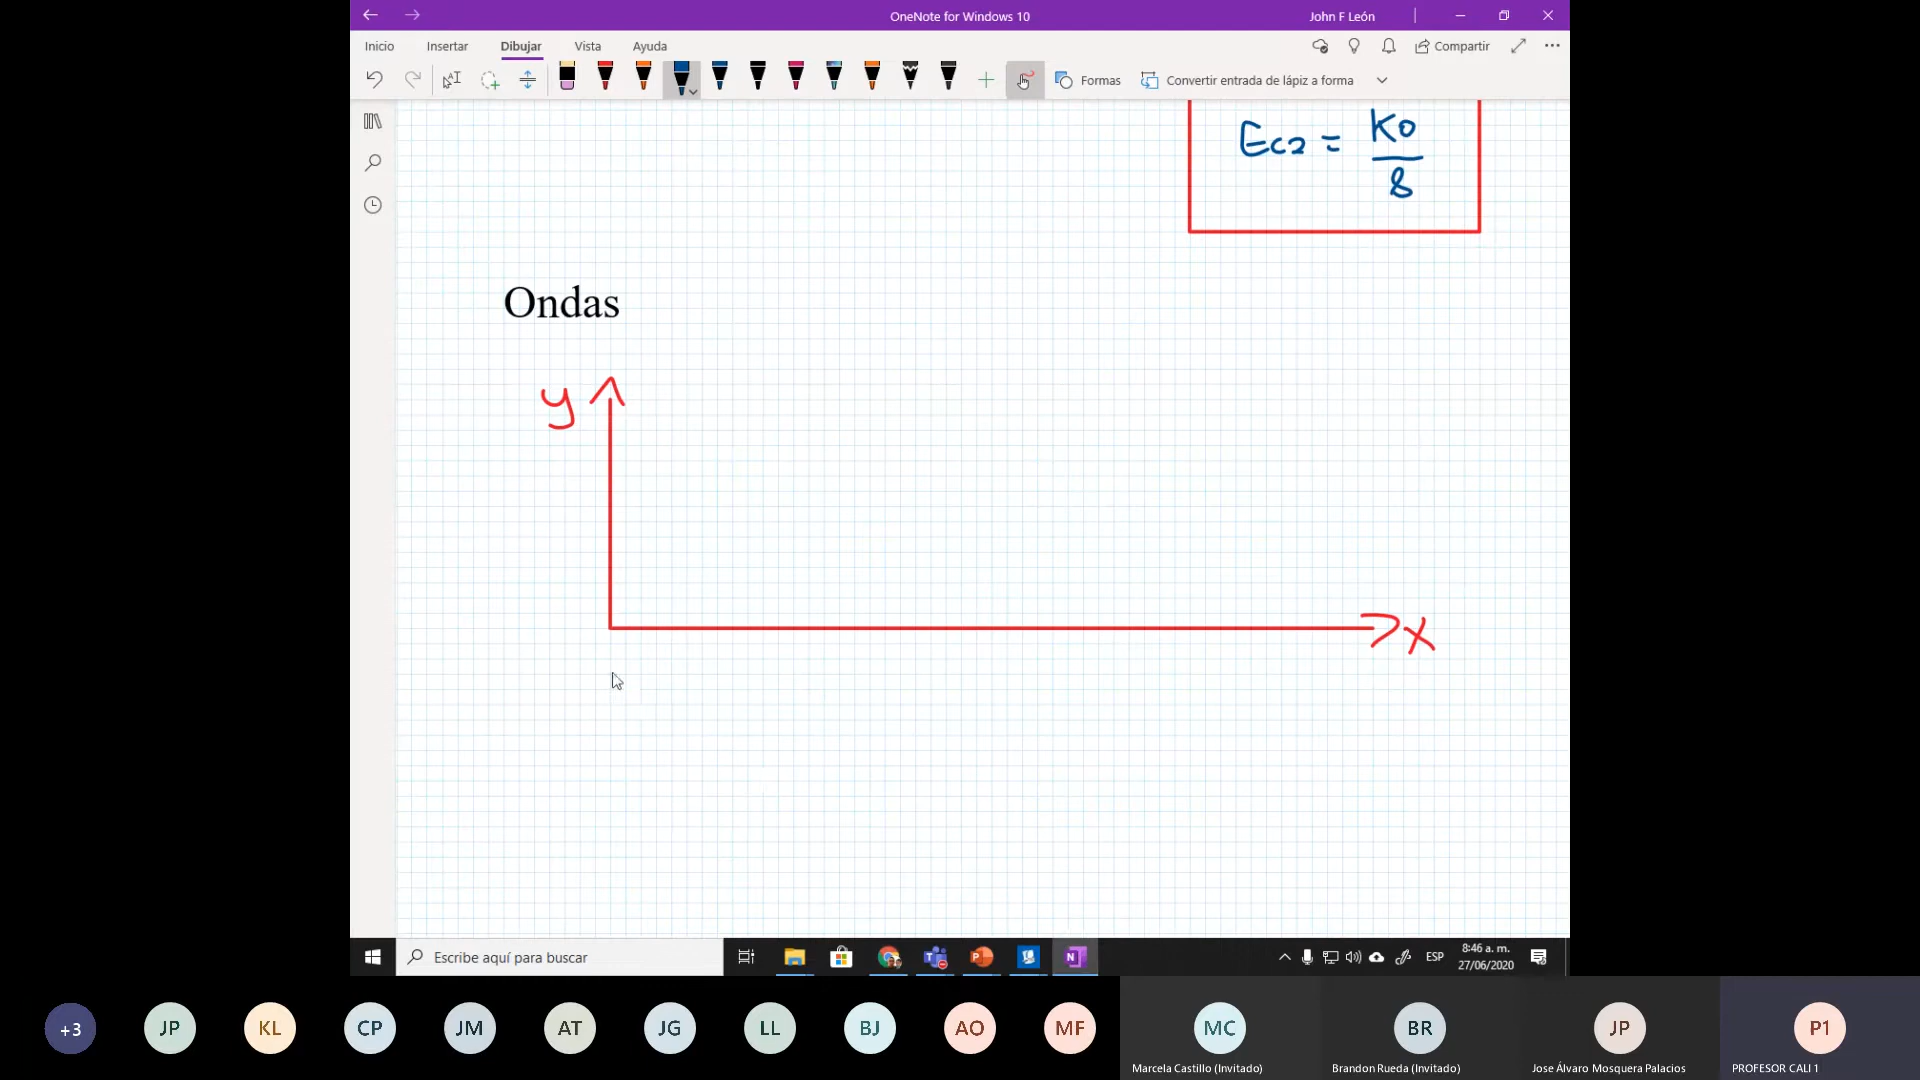 OneNote for Windows 10
John F León
Inicio Insertar Dibujar Vista Ayuda
Compartir
Formas
Convertir entrada de lápiz a forma
Ec2 = K0
8
Ondas
y
x
Escribe aquí para buscar
ESP
8:46 a. m.
27/06/2020
+3 JP KL CP JM AT JG LL BJ AO MF MC BR JP P1
Marcela Castillo (Invitado) Brandon Rueda (Invitado) Jose Álvaro Mosquera Palacios PROFESOR CALI 1